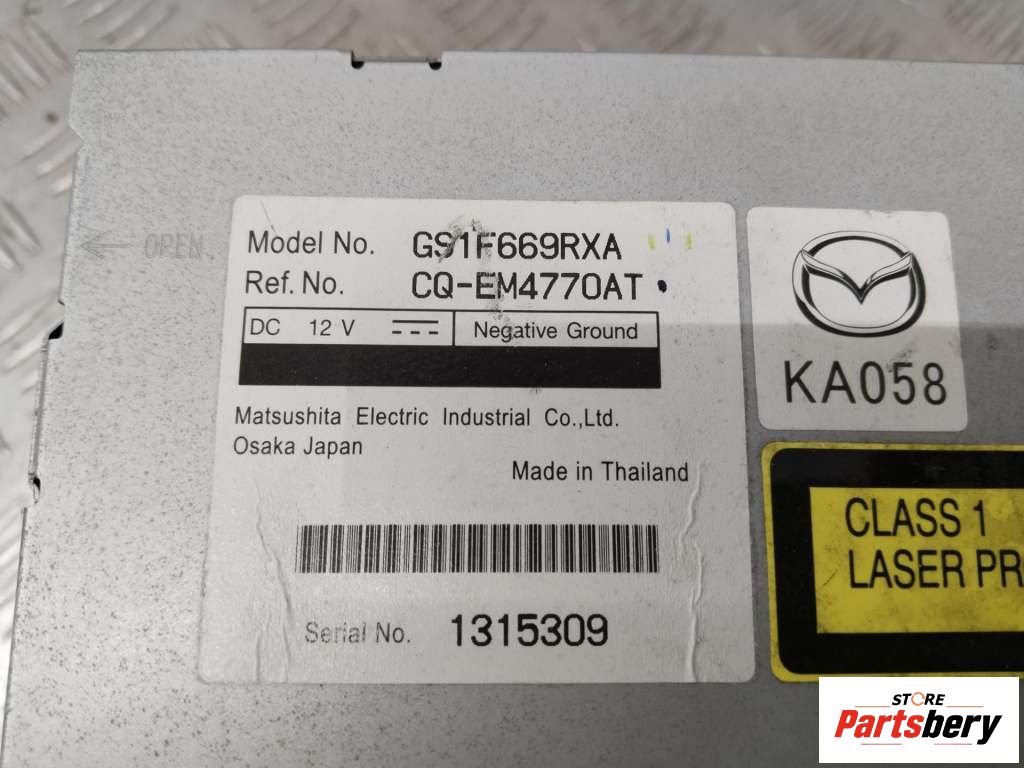 OPEN
Model No. GS1F669RXA
Ref. No. CQ-EM4770AT
DC 12 V Negative Ground
Matsushita Electric Industrial Co.,Ltd.
Osaka Japan
Made in Thailand
Serial No. 1315309
KA058
CLASS 1
LASER PR
STORE
Partsbery